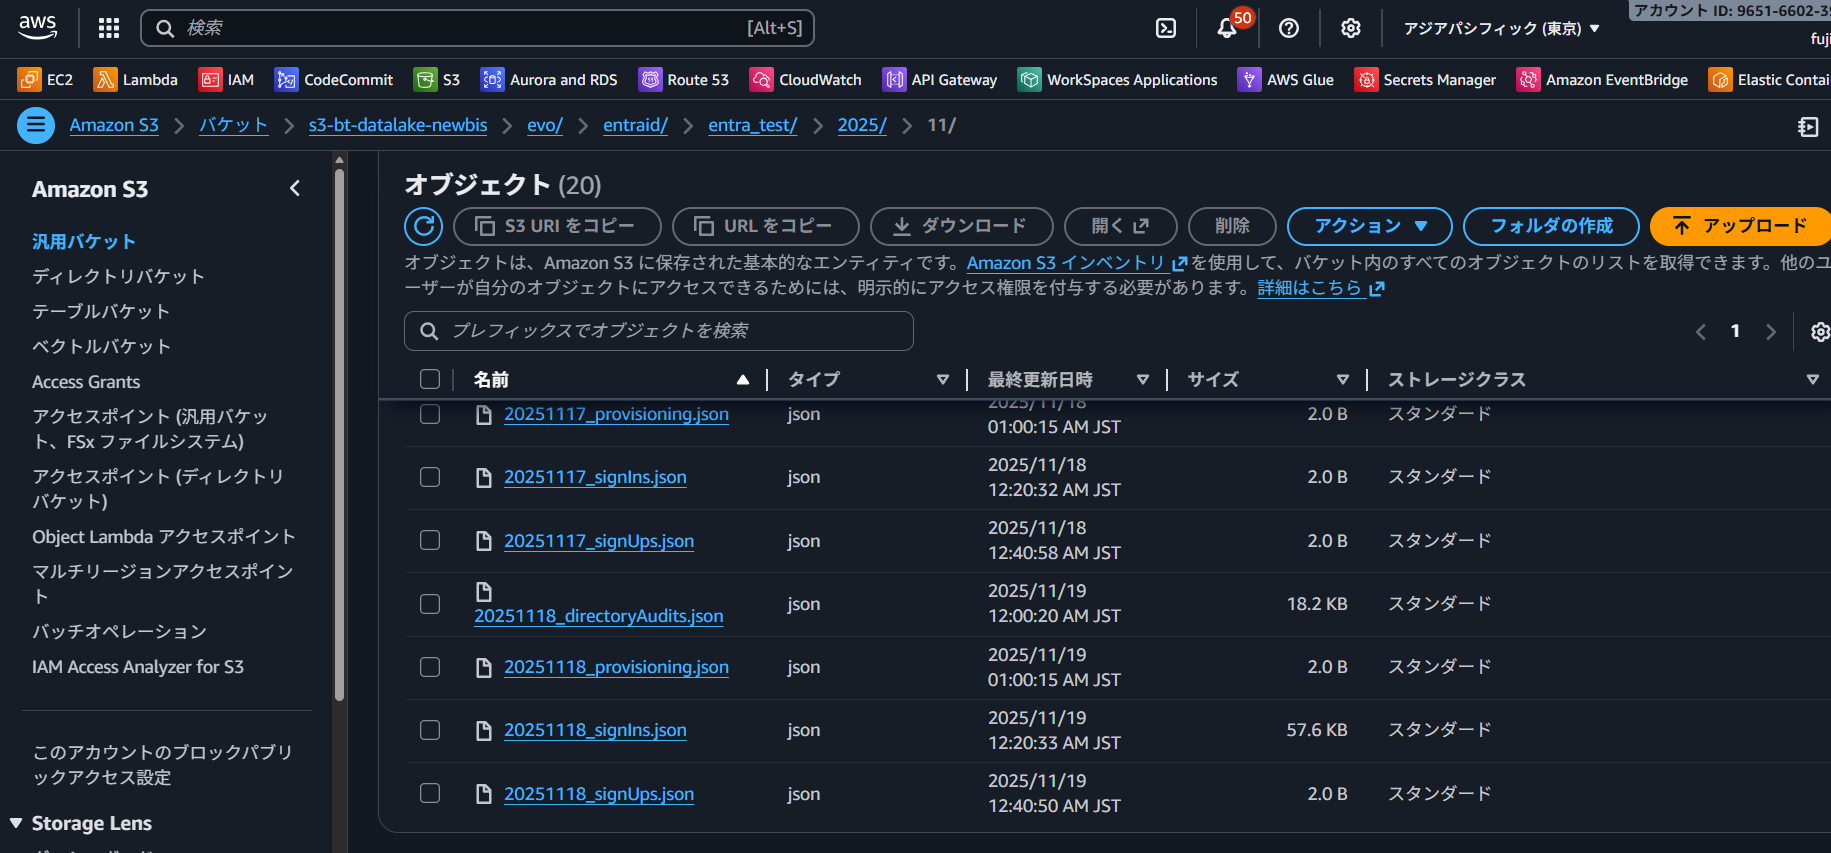 aws
検索
[Alt+S]
50
アジアパシフィック (東京) ▼
アカウント ID: 9651-6602-
EC2
Lambda
IAM
CodeCommit
S3
Aurora and RDS
Route 53
CloudWatch
API Gateway
WorkSpaces Applications
AWS Glue
Secrets Manager
Amazon EventBridge
Elastic Contai
Amazon S3
バケット
s3-bt-datalake-newbis
evo/
entraid/
entra_test/
2025/
11/
Amazon S3
汎用バケット
ディレクトリバケット
テーブルバケット
ベクトルバケット
Access Grants
アクセスポイント (汎用バケッ
ト、FSx ファイルシステム)
アクセスポイント (ディレクトリ
バケット)
Object Lambda アクセスポイント
マルチリージョンアクセスポイン
ト
バッチオペレーション
IAM Access Analyzer for S3
このアカウントのブロックパブリ
ックアクセス設定
Storage Lens
オブジェクト (20)
S3 URI をコピー
URL をコピー
ダウンロード
開く
削除
アクション
フォルダの作成
アップロード
オブジェクトは、Amazon S3 に保存された基本的なエンティティです。Amazon S3 インベントリ を使用して、バケット内のすべてのオブジェクトのリストを取得できます。他のユ
ーザーが自分のオブジェクトにアクセスできるためには、明示的にアクセス権限を付与する必要があります。詳細はこちら
プレフィックスでオブジェクトを検索
1
名前
タイプ
最終更新日時
サイズ
ストレージクラス
20251117_provisioning.json
json
2025/11/18
01:00:15 AM JST
2.0 B
スタンダード
20251117_signIns.json
json
2025/11/18
12:20:32 AM JST
2.0 B
スタンダード
20251117_signUps.json
json
2025/11/18
12:40:58 AM JST
2.0 B
スタンダード
20251118_directoryAudits.json
json
2025/11/19
12:00:20 AM JST
18.2 KB
スタンダード
20251118_provisioning.json
json
2025/11/19
01:00:15 AM JST
2.0 B
スタンダード
20251118_signIns.json
json
2025/11/19
12:20:33 AM JST
57.6 KB
スタンダード
20251118_signUps.json
json
2025/11/19
12:40:50 AM JST
2.0 B
スタンダード